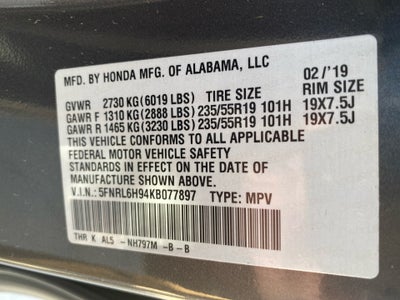 MFD. BY HONDA MFG. OF ALABAMA, LLC 02/'19
GVWR 2730 KG (6019 LBS) TIRE SIZE RIM SIZE
GAWR F 1310 KG (2888 LBS) 235/55R19 101H 19X7.5J
GAWR R 1465 KG (3230 LBS) 235/55R19 101H 19X7.5J
THIS VEHICLE CONFORMS TO ALL APPLICABLE
FEDERAL MOTOR VEHICLE SAFETY
STANDARDS IN EFFECT ON THE DATE OF
MANUFACTURE SHOWN ABOVE.
V.I.N.: 5FNRL6H94KB077897 TYPE: MPV
THR K AL5 - NH797M -B - B